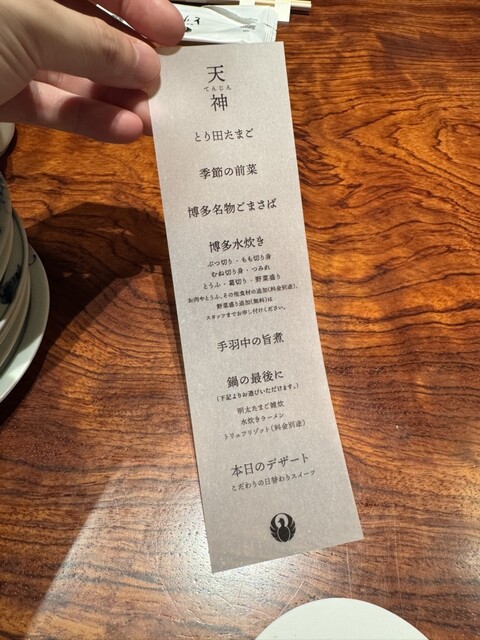 天
てんじん
神
とり田たまご
季節の前菜
博多名物ごまさば
博多水炊き
ぶつ切り・もも切り身
むね切り身・つみれ
とうふ・葛切り・野菜盛り
お肉やとうふ、その他食材の追加(料金別途)、
野菜盛り追加(無料)は
スタッフまでお申し付けください。
手羽中の旨煮
鍋の最後に
(下記よりお選びいただけます。)
明太たまご雑炊
水炊きラーメン
トリュフリゾット(料金別途)
本日のデザート
こだわりの日替わりスイーツ